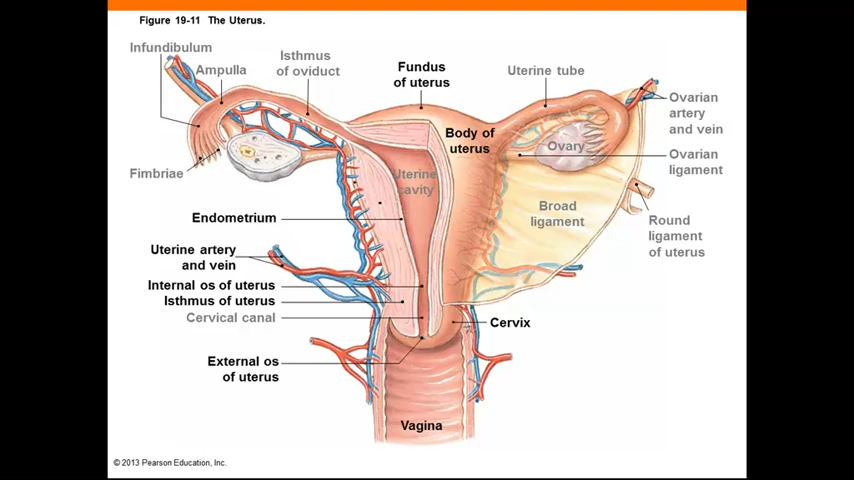 Figure 19-11 The Uterus.
Infundibulum
Ampulla
Isthmus
of oviduct
Fundus
of uterus
Uterine tube
Ovarian
artery
and vein
Body of
uterus
Ovary
Ovarian
ligament
Fimbriae
Uterine
cavity
Endometrium
Broad
ligament
Round
ligament
of uterus
Uterine artery
and vein
Internal os of uterus
Isthmus of uterus
Cervical canal
Cervix
External os
of uterus
Vagina
© 2013 Pearson Education, Inc.